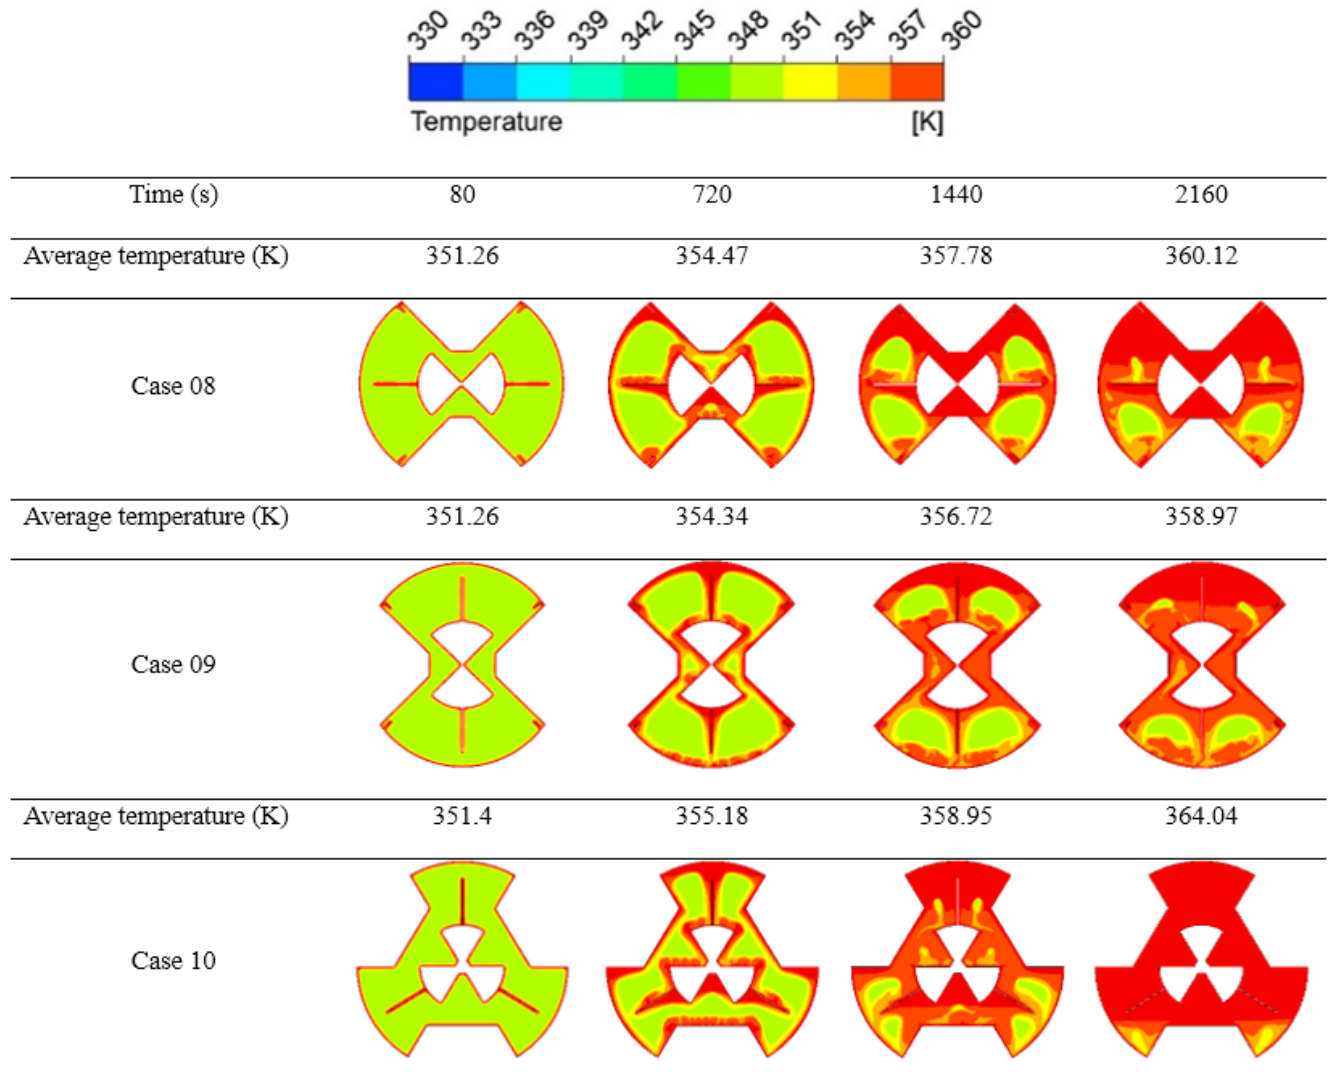 330 333 336 339 342 345 348 351 354 357 360
Temperature [K]
Time (s) 80 720 1440 2160
Average temperature (K) 351.26 354.47 357.78 360.12
Case 08
Average temperature (K) 351.26 354.34 356.72 358.97
Case 09
Average temperature (K) 351.4 355.18 358.95 364.04
Case 10